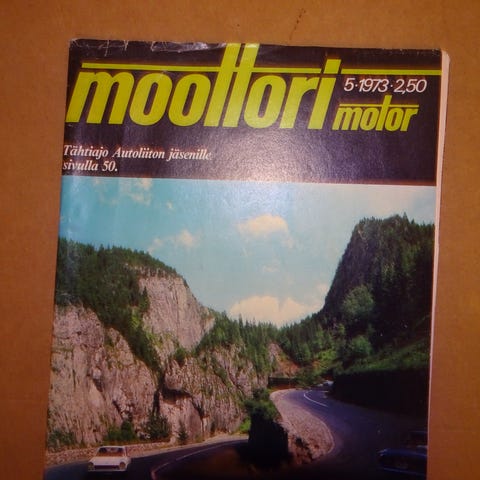 moottori
5·1973·2,50
motor
Tähtiajo Autoliiton jäsenille
sivulla 50.